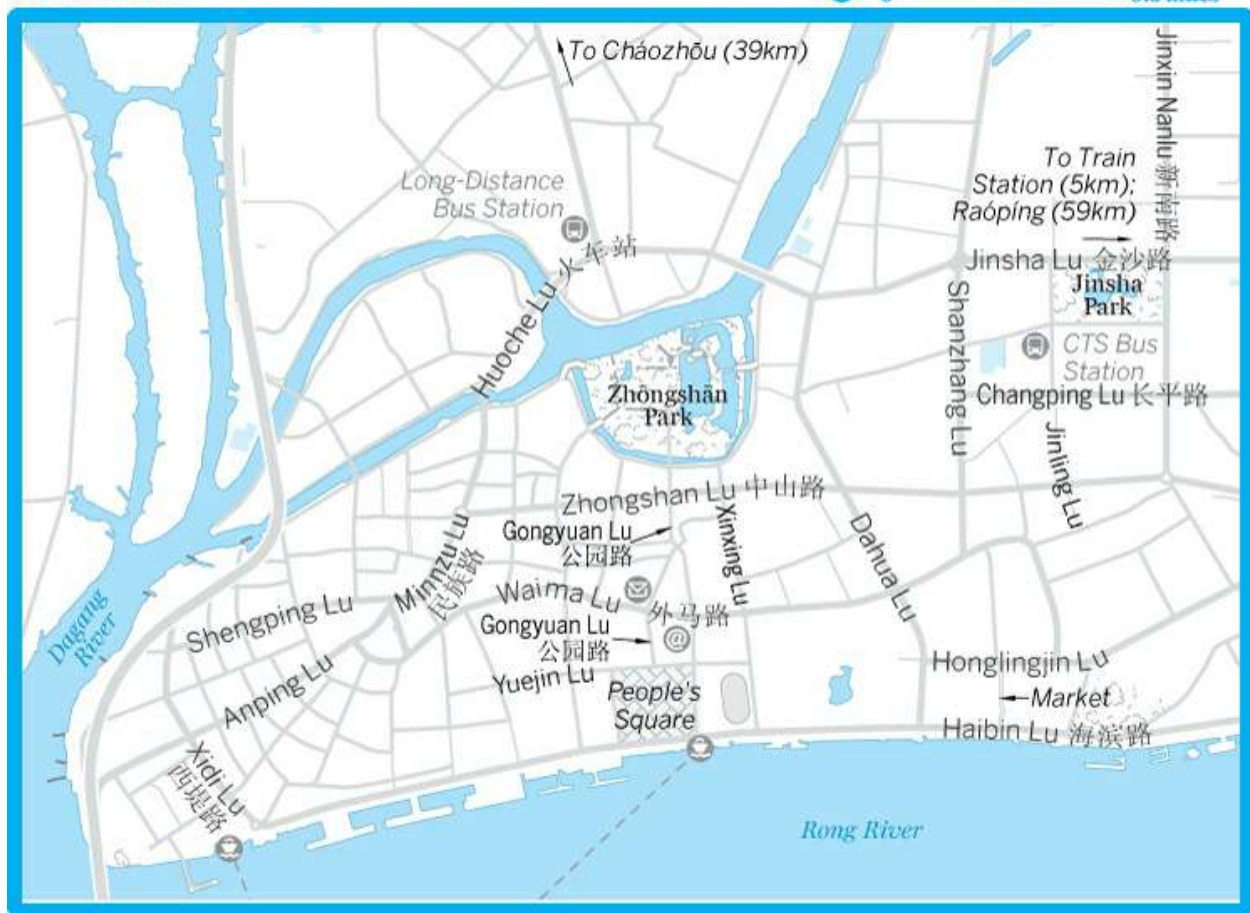 To Cháozhōu (39km)
Jinxin Nanlu 新南路
To Train
Station (5km);
Raópíng (59km)
Long-Distance
Bus Station
Jinsha Lu 金沙路
Jinsha
Park
Huoche Lu 火车站
Shanzhang Lu
CTS Bus
Station
Zhōngshān
Park
Changping Lu 长平路
Jinling Lu
Zhongshan Lu 中山路
Gongyuan Lu
公园路
Xinxing Lu
Dahua Lu
Minnzu Lu
民族路
Waima Lu 外马路
@
Shengping Lu
Dagang
River
Gongyuan Lu
公园路
Anping Lu
Yuejin Lu
People's
Square
Honglingjin Lu
Market
Haibin Lu 海滨路
Xidi Lu
西堤路
Rong River